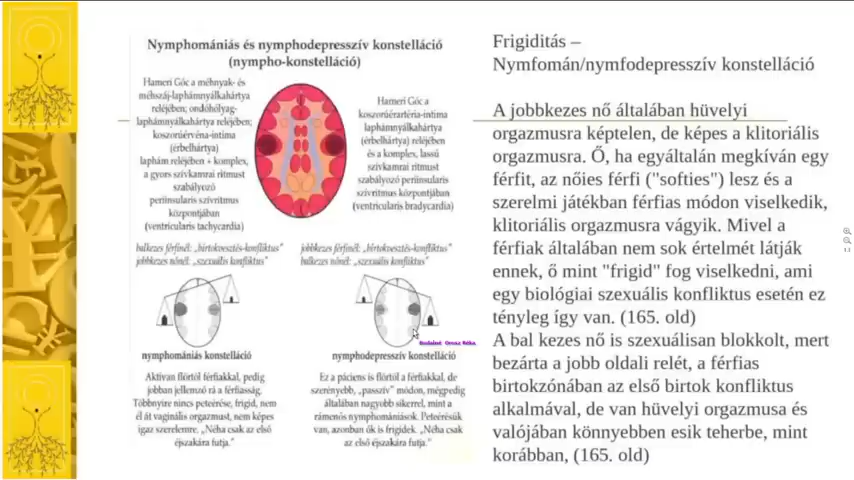 Nymphomániás és nymphodepresszív konstelláció
(nympho-konstelláció)
Hameri Góc a méhnyak- és
méhszáj-laphámnyálkahártya
reléjében; ondóhólyag-
laphámnyálkahártya reléjében;
koszorúérvéna-intima
(érbelhártya)
laphám reléjében + komplex,
a gyors szívkamrai ritmust
szabályozó
periinsularis szívritmus
központjában
(ventricularis tachycardia)
Hameri Góc a
koszorúérartéria-intima
laphámnyálkahártya
(érbelhártya) reléjében
és a komplex, lassú
szívkamrai ritmust
szabályozó periinsularis
szívritmus központjában
(ventricularis bradycardia)
balkezes férfinél: „birtokvesztés-konfliktus"
jobbkezes nőnél: „szexuális konfliktus"
jobbkezes férfinél: „birtokvesztés-konfliktus"
balkezes nőnél: „szexuális konfliktus"
nymphomániás konstelláció
Aktívan flörtöl férfiakkal, pedig
jobban jellemző rá a férfiasság.
Többnyire nincs peteérése, frigid, nem
él át vaginális orgazmust, nem képes
igaz szerelemre. „Néha csak az első
éjszakára futja."
nymphodepresszív konstelláció
Ez a páciens is flörtöl a férfiakkal, de
szerényebb, „passzív" módon, mégpedig
általában nagyobb sikerrel, mint a
rámenős nymphomániások. Peteérésük
van, azonban ők is frigidek. „Néha csak
az első éjszakára futja."
Frigiditás –
Nymfomán/nymfodepresszív konstelláció
A jobbkezes nő általában hüvelyi
orgazmusra képtelen, de képes a klitoriális
orgazmusra. Ő, ha egyáltalán megkíván egy
férfit, az nőies férfi ("softies") lesz és a
szerelmi játékban férfias módon viselkedik,
klitoriális orgazmusra vágyik. Mivel a
férfiak általában nem sok értelmét látják
ennek, ő mint "frigid" fog viselkedni, ami
egy biológiai szexuális konfliktus esetén ez
tényleg így van. (165. old)
A bal kezes nő is szexuálisan blokkolt, mert
bezárta a jobb oldali relét, a férfias
birtokzónában az első birtok konfliktus
alkalmával, de van hüvelyi orgazmusa és
valójában könnyebben esik teherbe, mint
korábban, (165. old)